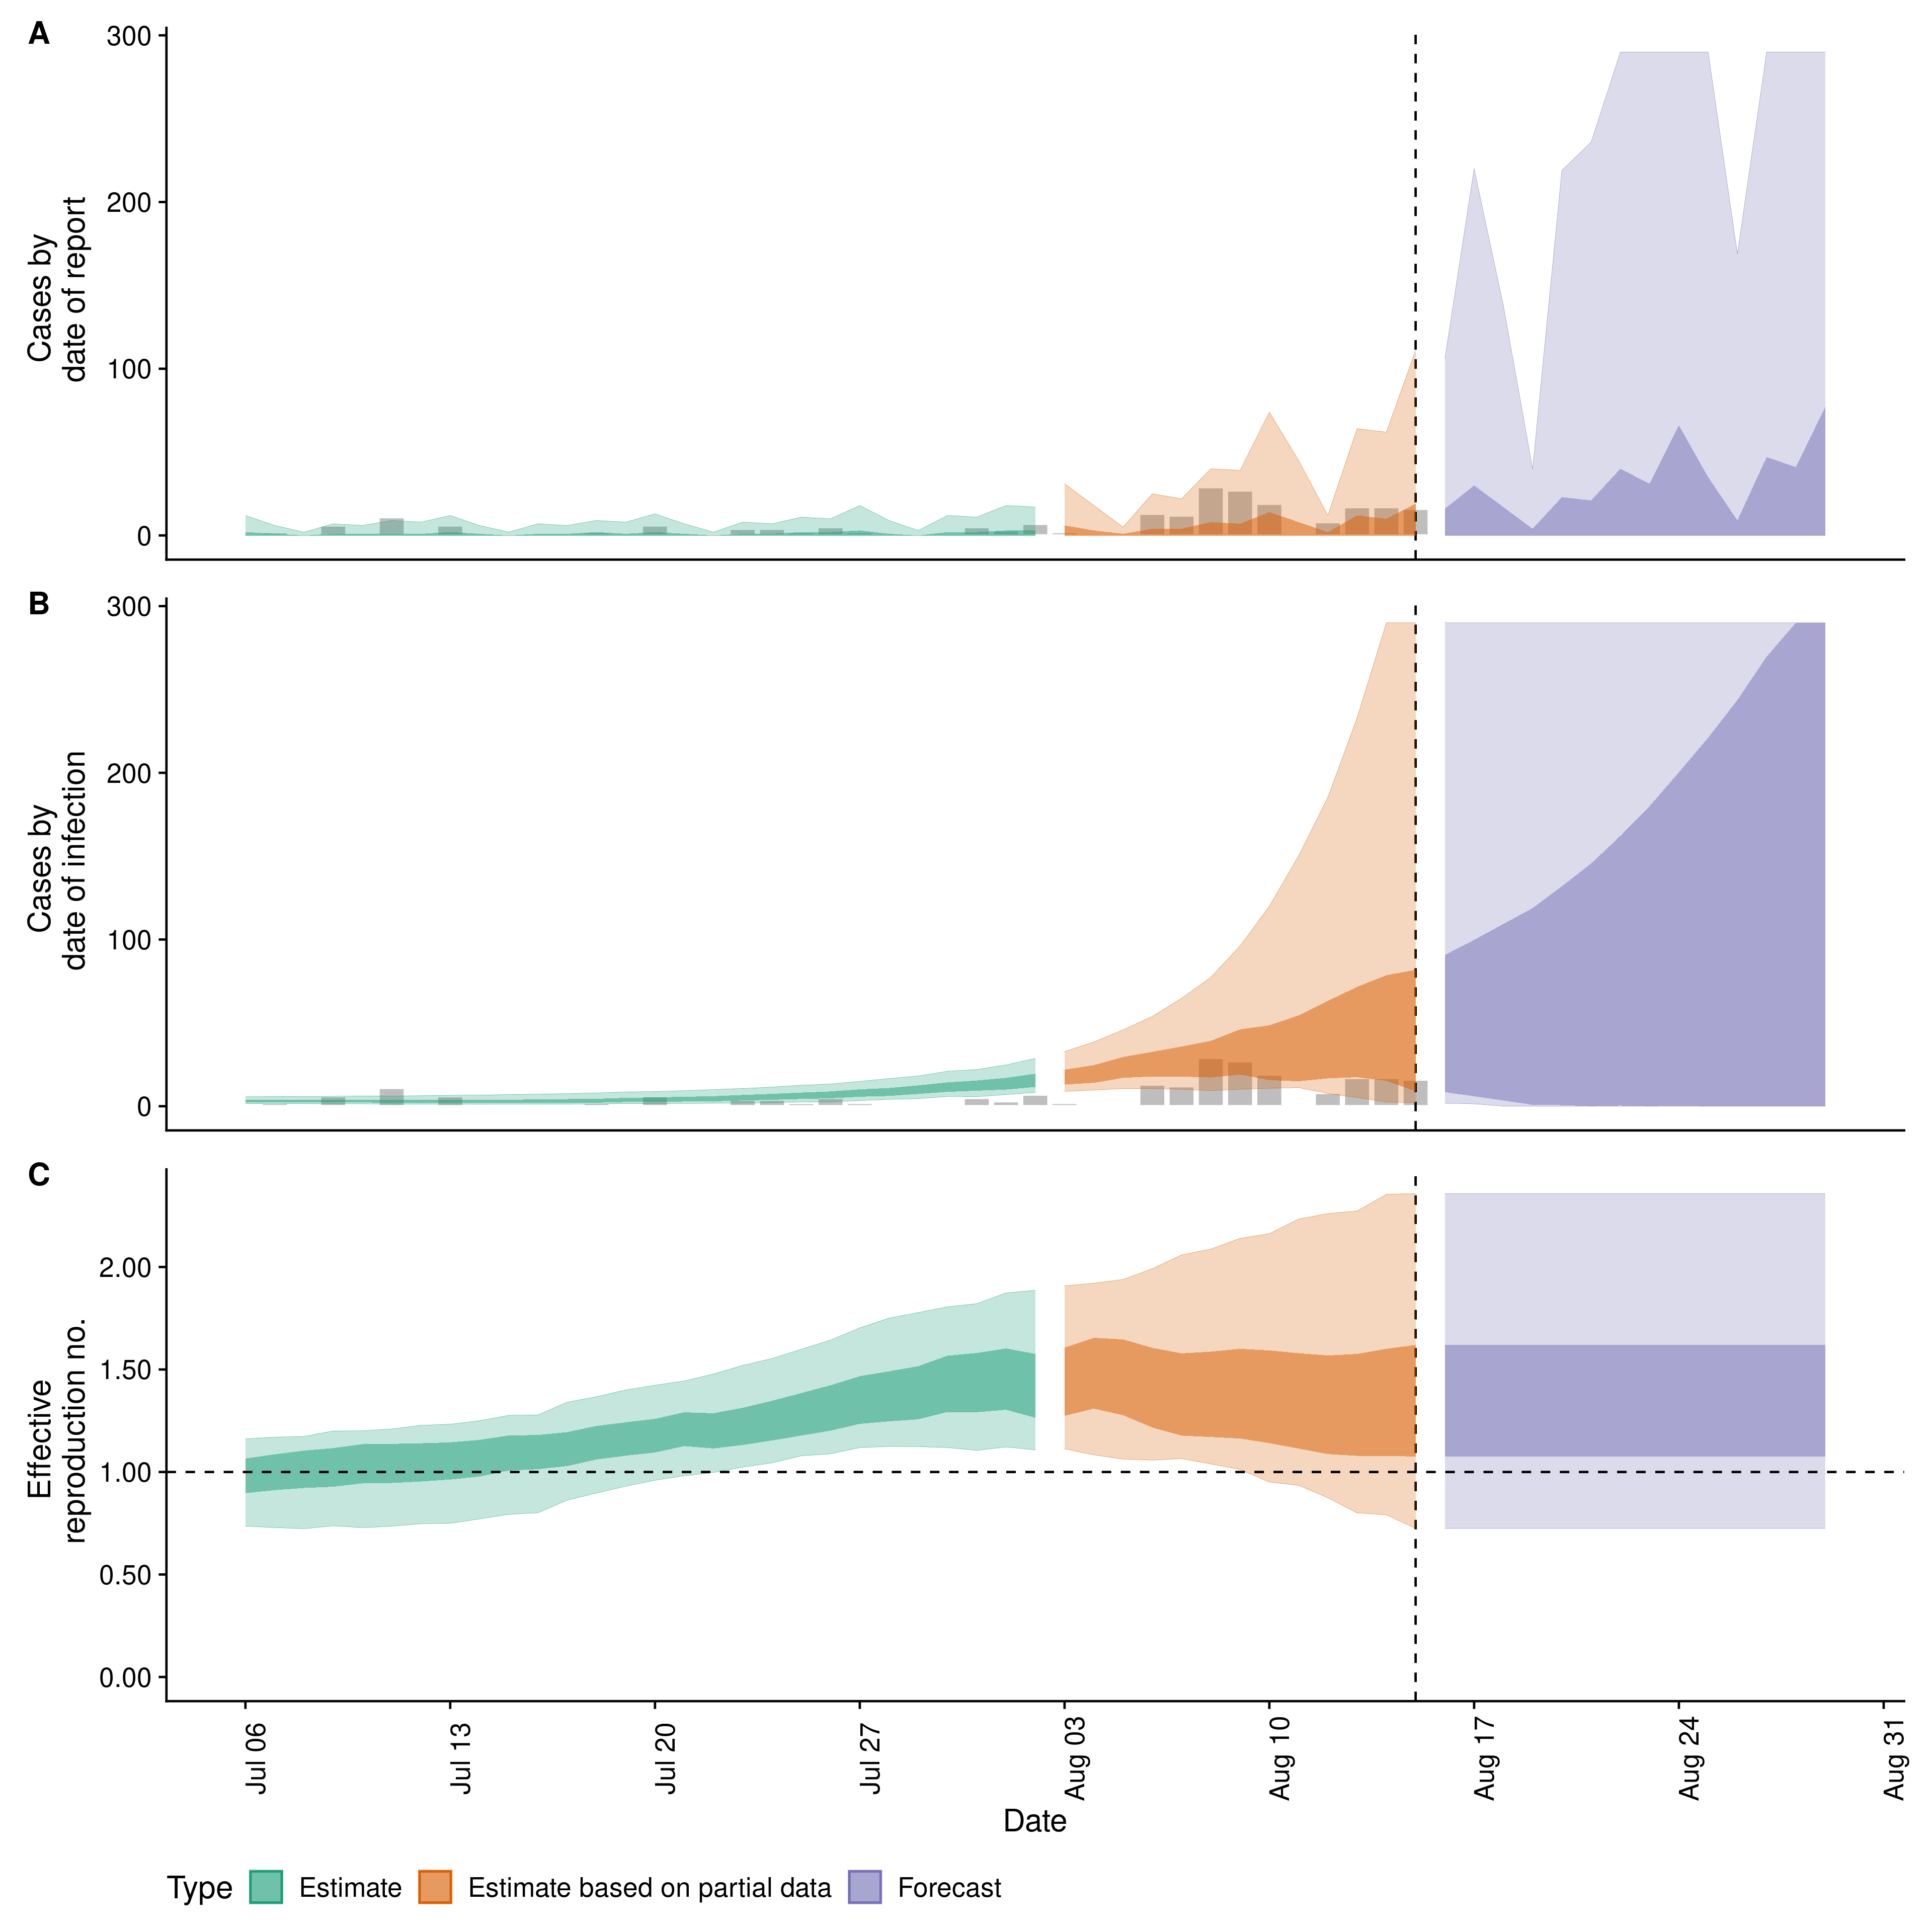 A
300
200
100
0
Cases by
date of report
B
300
200
100
0
Cases by
date of infection
C
2.00
1.50
1.00
0.50
0.00
Effective
reproduction no.
Jul 06
Jul 13
Jul 20
Jul 27
Aug 03
Aug 10
Aug 17
Aug 24
Aug 31
Date
Type Estimate Estimate based on partial data Forecast